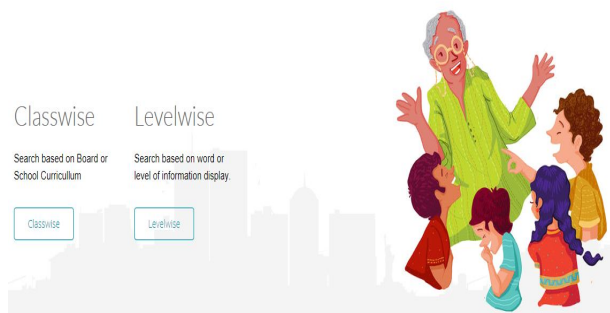 Classwise
Search based on Board or
School Curricullum
Classwise
Levelwise
Search based on word or
level of information display.
Levelwise